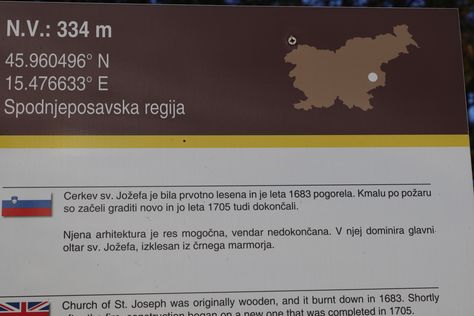 N.V.: 334 m
45.960496° N
15.476633° E
Spodnjeposavska regija
Cerkev sv. Jožefa je bila prvotno lesena in je leta 1683 pogorela. Kmalu po požaru
so začeli graditi novo in jo leta 1705 tudi dokončali.
Njena arhitektura je res mogočna, vendar nedokončana. V njej dominira glavni
oltar sv. Jožefa, izklesan iz črnega marmorja.
Church of St. Joseph was originally wooden, and it burnt down in 1683. Shortly
after the fire, construction began on a new one that was completed in 1705.